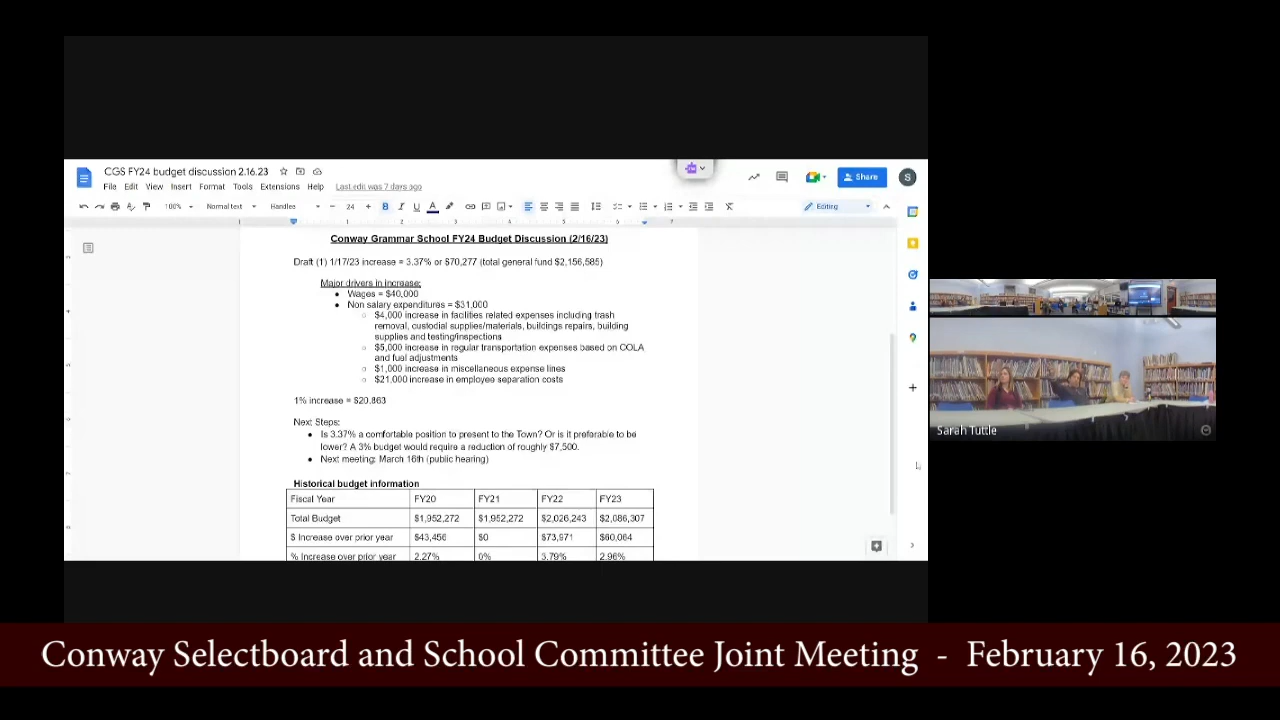 CGS FY24 budget discussion 2.16.23
File Edit View Insert Format Tools Extensions Help Last edit was 7 days ago
Share
S
100% Normal text Handlee 24 B I U A Editing
Conway Grammar School FY24 Budget Discussion (2/16/23)
Draft (1) 1/17/23 increase = 3.37% or $70,277 (total general fund $2,156,585)
Major drivers in increase:
● Wages = $40,000
● Non salary expenditures = $31,000
○ $4,000 increase in facilities related expenses including trash
removal, custodial supplies/materials, buildings repairs, building
supplies and testing/inspections
○ $5,000 increase in regular transportation expenses based on COLA
and fuel adjustments
○ $1,000 increase in miscellaneous expense lines
○ $21,000 increase in employee separation costs
1% increase = $20,863
Next Steps:
● Is 3.37% a comfortable position to present to the Town? Or is it preferable to be
lower? A 3% budget would require a reduction of roughly $7,500.
● Next meeting: March 16th (public hearing)
Historical budget information
Fiscal Year FY20 FY21 FY22 FY23
Total Budget $1,952,272 $1,952,272 $2,026,243 $2,086,307
$ Increase over prior year $43,456 $0 $73,971 $60,064
% Increase over prior year 2.27% 0% 3.79% 2.96%
Sarah Tuttle
Conway Selectboard and School Committee Joint Meeting - February 16, 2023